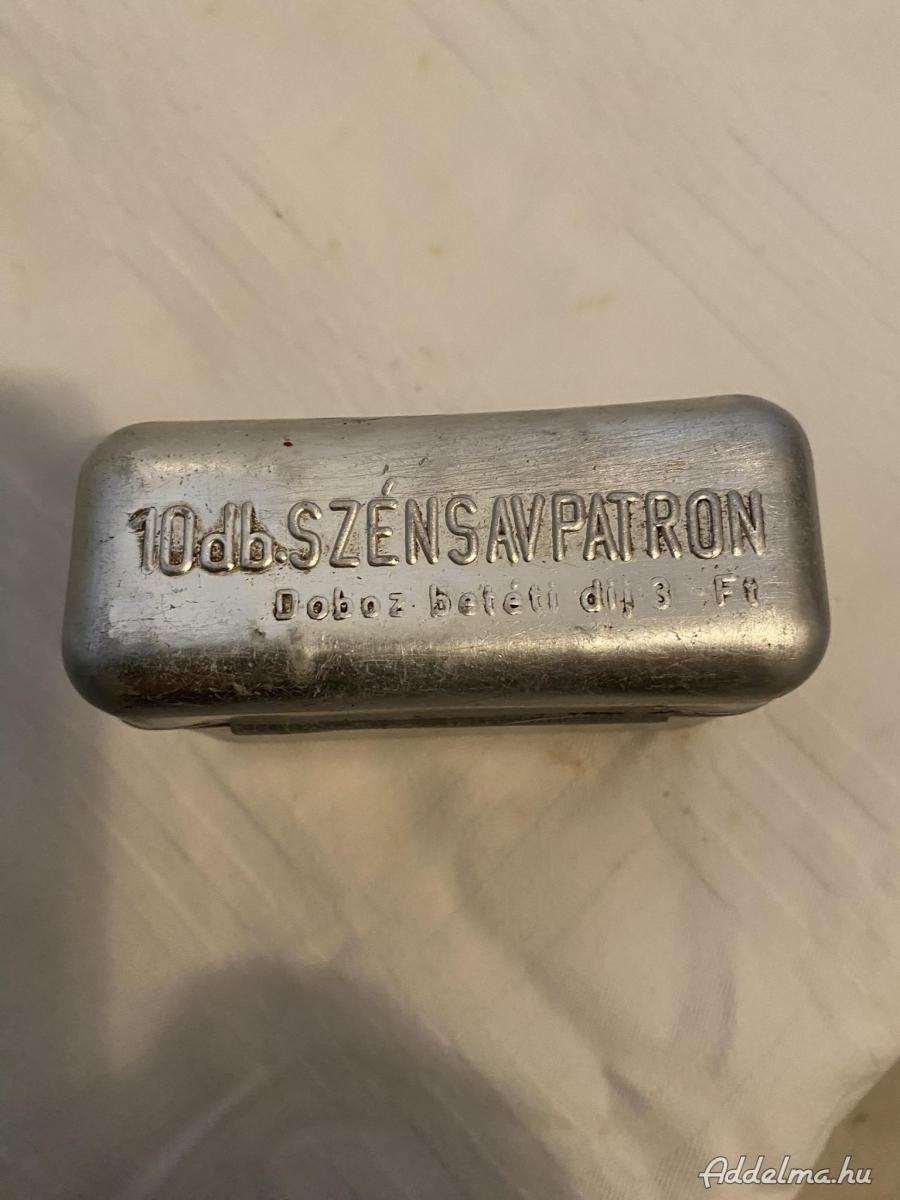 10db. SZÉNSAVPATRON
Doboz betéti díj 3 Ft
Addelma.hu